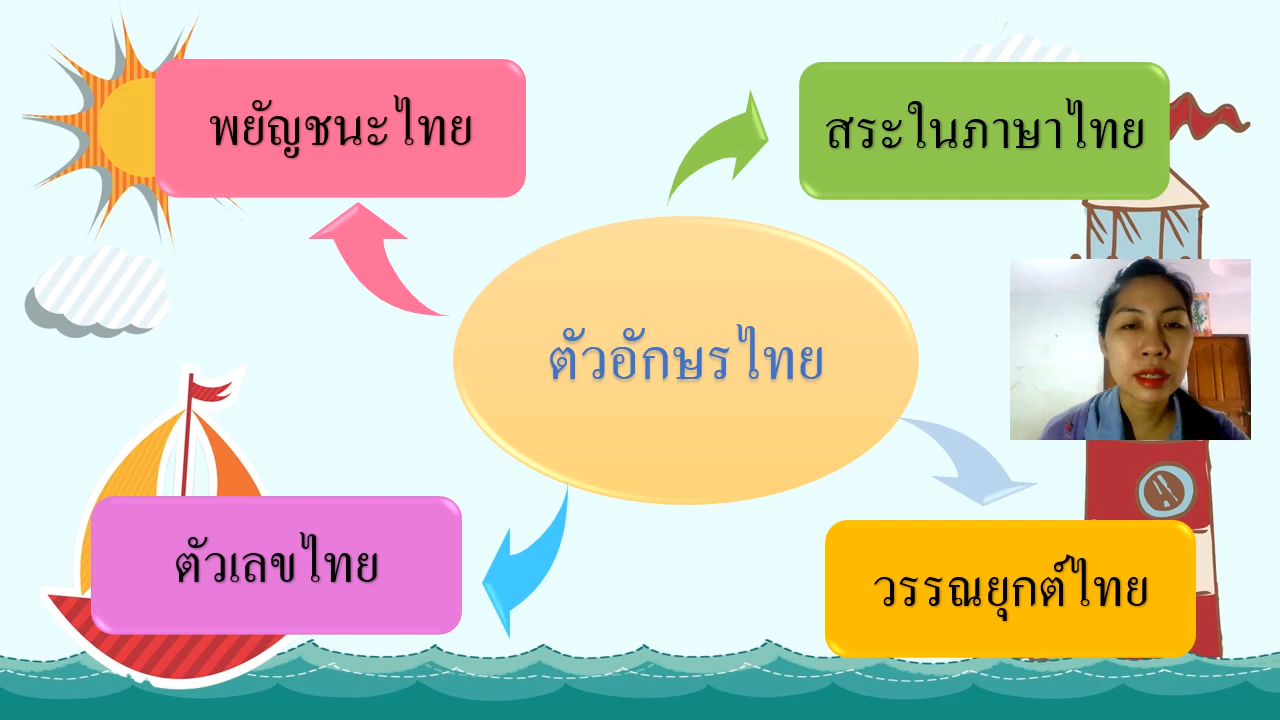 พยัญชนะไทย
สระในภาษาไทย
ตัวอักษรไทย
ตัวเลขไทย
วรรณยุกต์ไทย